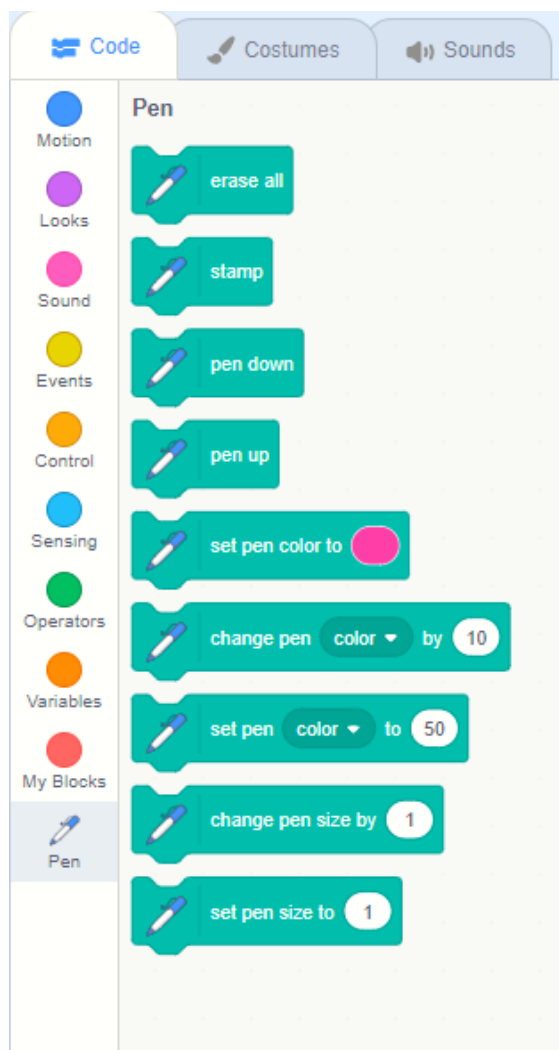 Code
Costumes
Sounds
Motion
Looks
Sound
Events
Control
Sensing
Operators
Variables
My Blocks
Pen
Pen
erase all
stamp
pen down
pen up
set pen color to
change pen color by 10
set pen color to 50
change pen size by 1
set pen size to 1